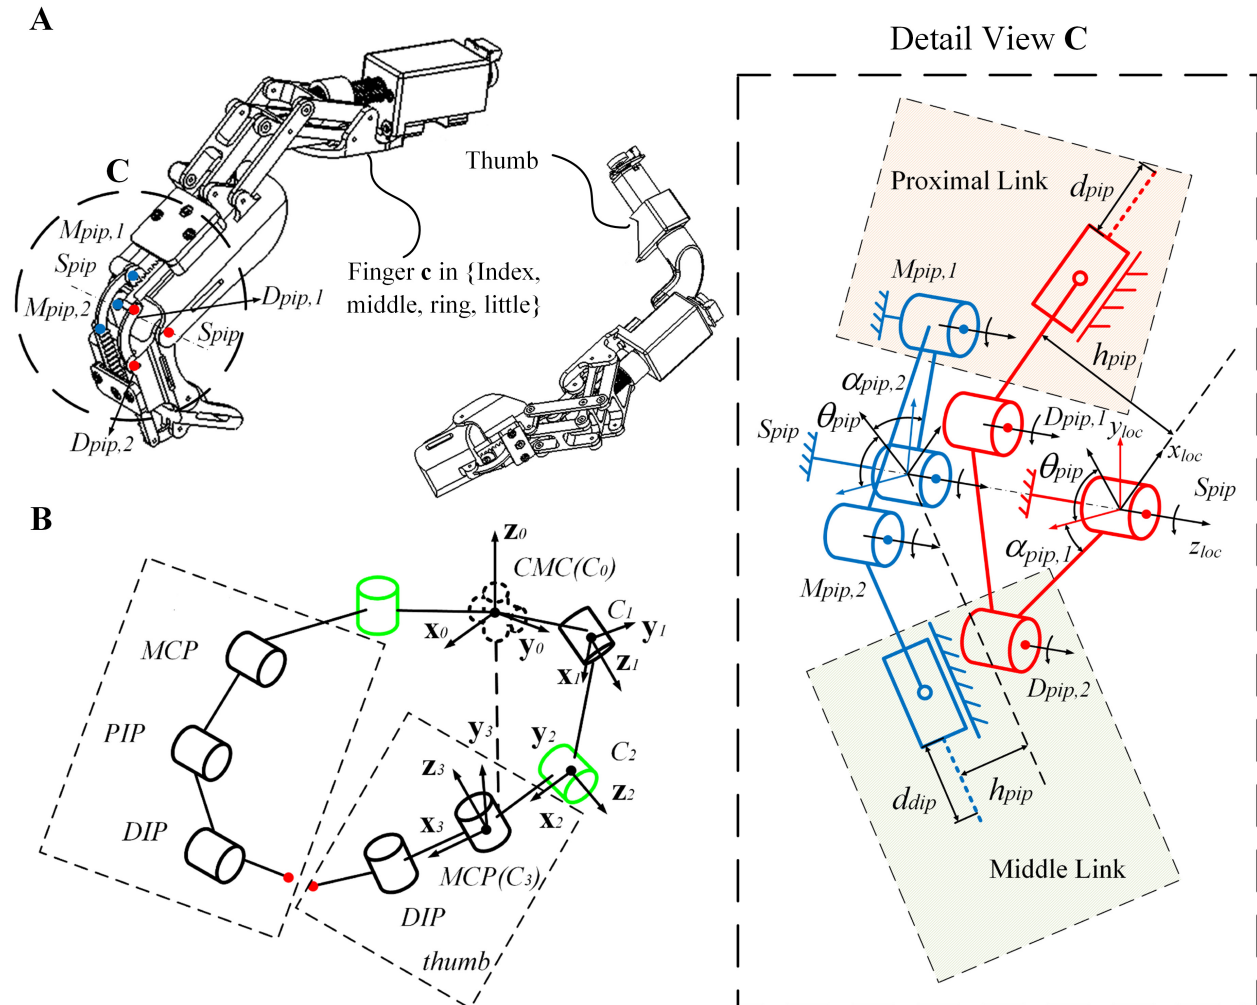 A
C
Mpip,1
Spip
Mpip,2
Dpip,1
Spip
Dpip,2
Finger c in {Index,
middle, ring, little}
Thumb
B
z0
CMC(C0)
x0
y0
C1
y1
x1
z1
MCP
PIP
DIP
y3
y2
C2
z3
z2
x3
x2
MCP(C3)
DIP
thumb
Detail View C
Proximal Link
dpip
Mpip,1
hpip
αpip,2
θpip
Spip
Dpip,1
yloc
xloc
θpip
Spip
αpip,1
zloc
Mpip,2
Dpip,2
ddip
hpip
Middle Link